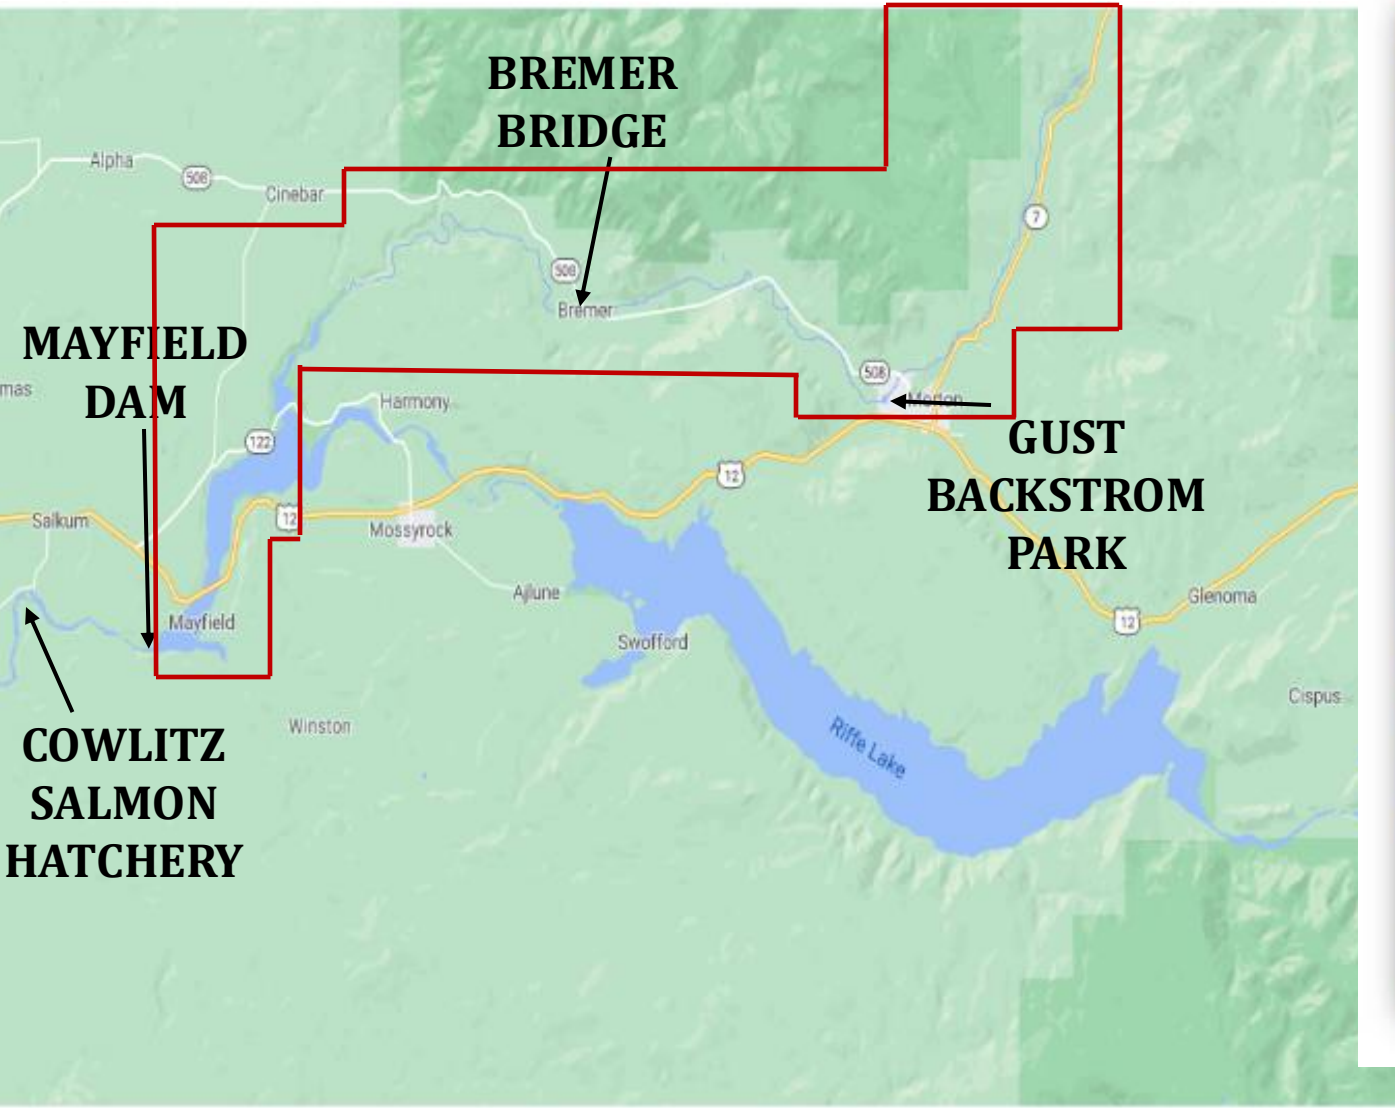 BREMER
BRIDGE
Alpha
508
Cinebar
7
508
Bremer
MAYFIELD
DAM
mas
508
Morton
Harmony
122
GUST
BACKSTROM
PARK
12
12
Salkum
Mossyrock
Ajlune
Glenoma
12
Mayfield
Swofford
Cispus
Winston
Riffe Lake
COWLITZ
SALMON
HATCHERY